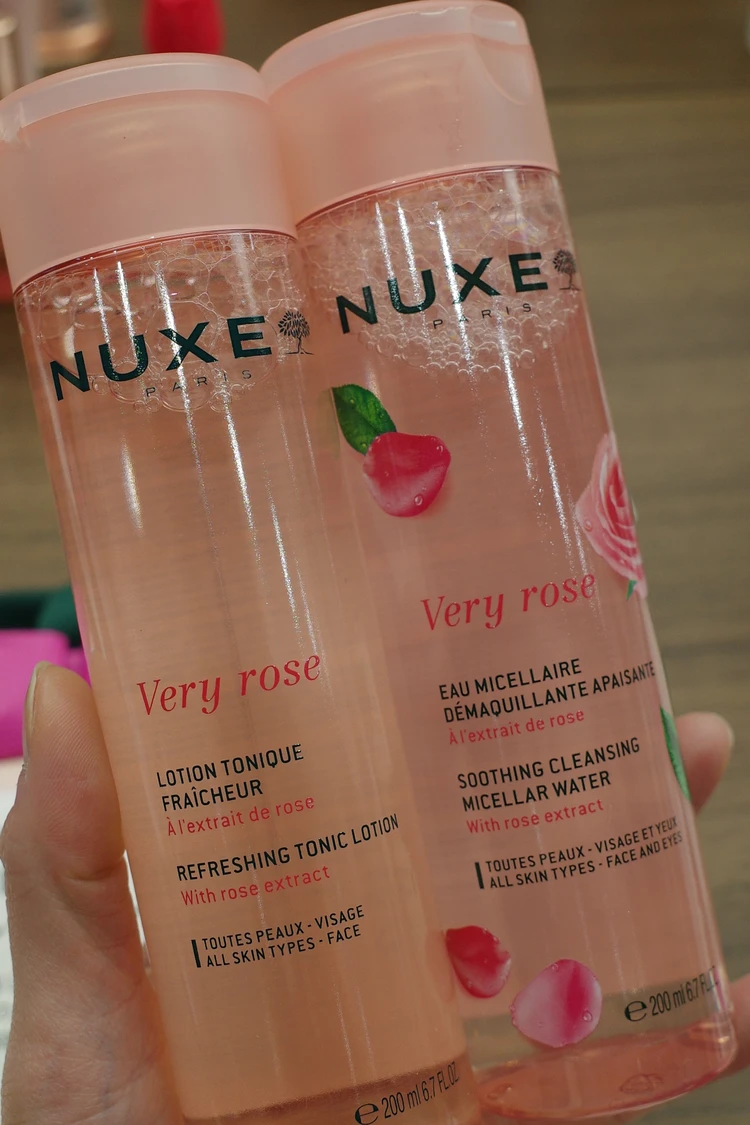 NUXE
PARIS
Very rose
LOTION TONIQUE
FRAÎCHEUR
À l'extrait de rose
REFRESHING TONIC LOTION
With rose extract
TOUTES PEAUX - VISAGE
ALL SKIN TYPES - FACE
e 200 ml 6.7 FL.OZ.
NUXE
PARIS
Very rose
EAU MICELLAIRE
DÉMAQUILLANTE APAISANTE
À l'extrait de rose
SOOTHING CLEANSING
MICELLAR WATER
With rose extract
TOUTES PEAUX - VISAGE ET YEUX
ALL SKIN TYPES - FACE AND EYES
e 200 ml 6.7 FL.